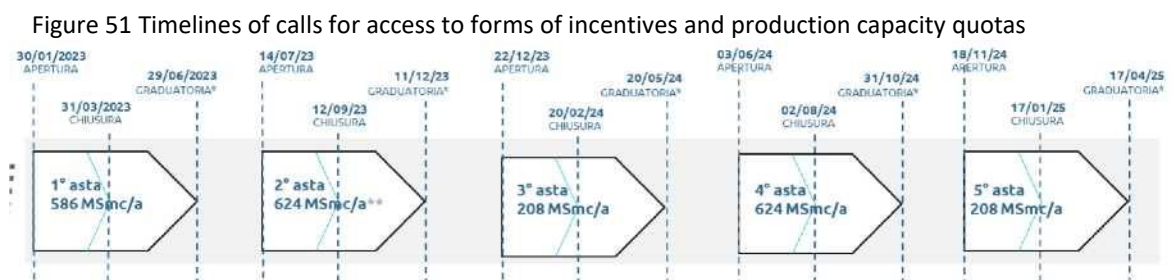 Figure 51 Timelines of calls for access to forms of incentives and production capacity quotas
30/01/2023
APERTURA
31/03/2023
CHIUSURA
29/06/2023
GRADUATORIA*
1° asta
586 MSmc/a
14/07/23
APERTURA
12/09/23
CHIUSURA
11/12/23
GRADUATORIA*
2° asta
624 MSmc/a**
22/12/23
APERTURA
20/02/24
CHIUSURA
20/05/24
GRADUATORIA*
3° asta
208 MSmc/a
03/06/24
APERTURA
02/08/24
CHIUSURA
31/10/24
GRADUATORIA*
4° asta
624 MSmc/a
18/11/24
APERTURA
17/01/25
CHIUSURA
17/04/25
GRADUATORIA*
5° asta
208 MSmc/a